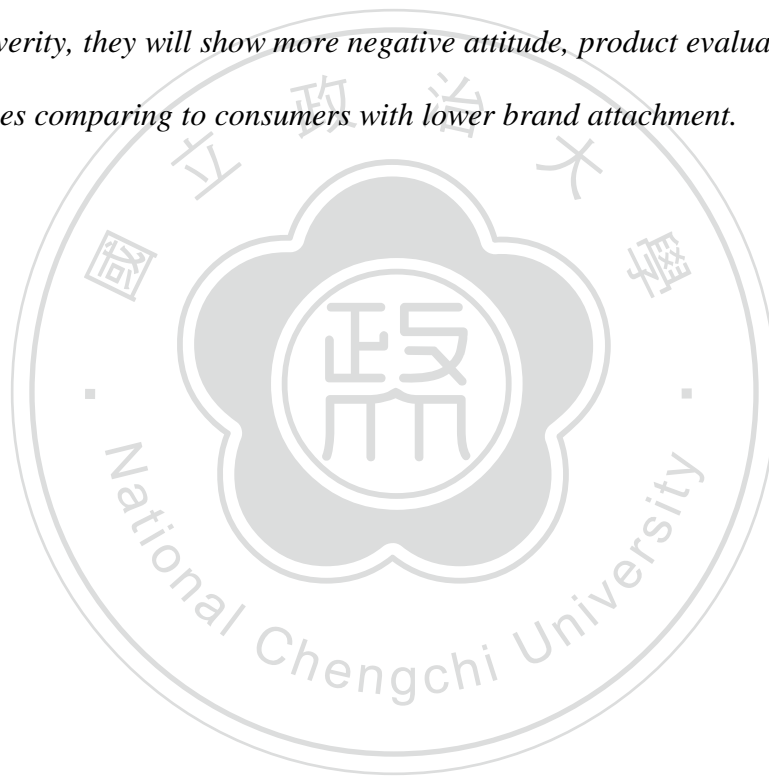 verity, they will show more negative attitude, product evalua
es comparing to consumers with lower brand attachment.
國立政治大學
政
National Chengchi University